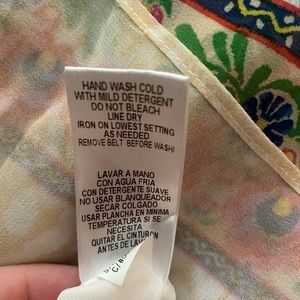 HAND WASH COLD
WITH MILD DETERGENT
DO NOT BLEACH
LINE DRY
IRON ON LOWEST SETTING
AS NEEDED
REMOVE BELT BEFORE WASH/
LAVAR A MANO
CON AGUA FRIA
CON DETERGENTE SUAVE
NO USAR BLANQUEADOR
SECAR COLGADO
USAR PLANCHA EN MINIMA
TEMPERATURA SI SE
NECESITA
QUITAR EL CINTURON
ANTES DE